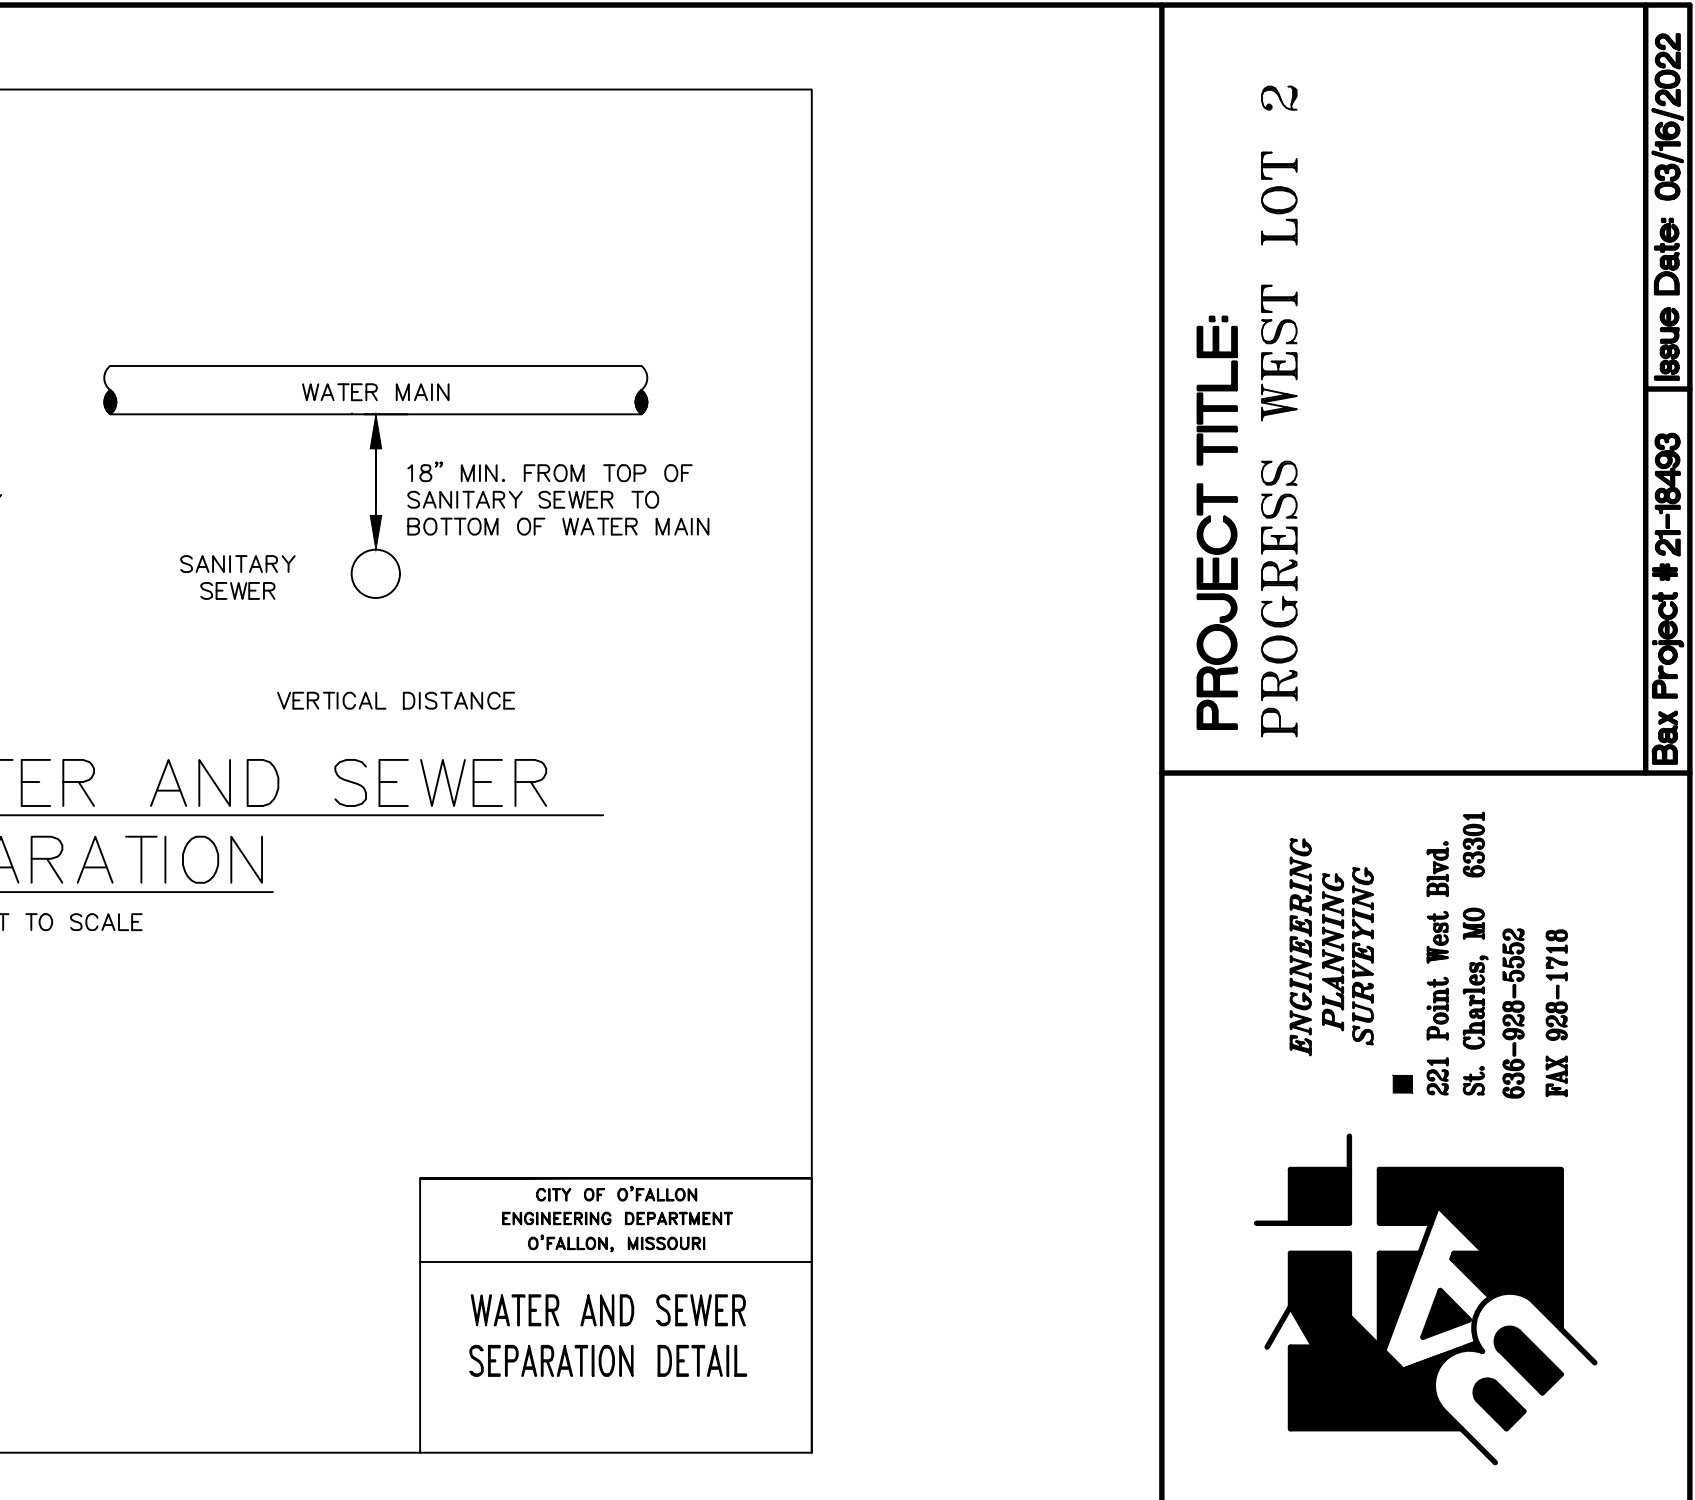 WATER MAIN
18" MIN. FROM TOP OF
SANITARY SEWER TO
BOTTOM OF WATER MAIN
SANITARY
SEWER
VERTICAL DISTANCE
TER AND SEWER
ARATION
T TO SCALE
CITY OF O'FALLON
ENGINEERING DEPARTMENT
O'FALLON, MISSOURI
WATER AND SEWER
SEPARATION DETAIL
PROJECT TITLE:
PROGRESS WEST LOT 2
Bax Project # 21-18493
Issue Date: 03/16/2022
ENGINEERING
PLANNING
SURVEYING
221 Point West Blvd.
St. Charles, MO 63301
636-928-5552
FAX 928-1718